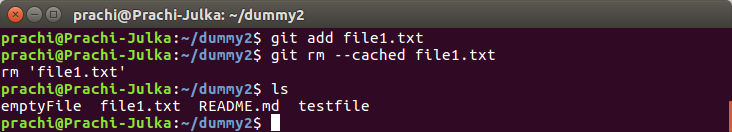 prachi@Prachi-Julka: ~/dummy2
prachi@Prachi-Julka:~/dummy2$ git add file1.txt
prachi@Prachi-Julka:~/dummy2$ git rm --cached file1.txt
rm 'file1.txt'
prachi@Prachi-Julka:~/dummy2$ ls
emptyFile  file1.txt  README.md  testfile
prachi@Prachi-Julka:~/dummy2$